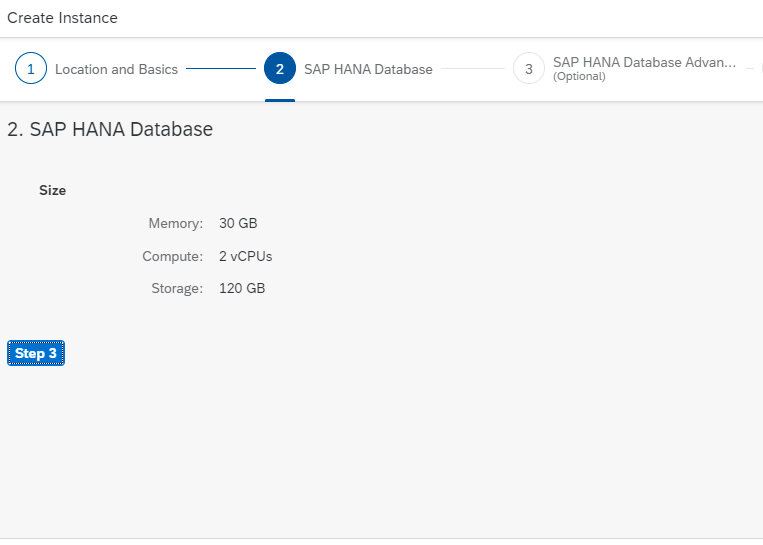 Create Instance
1 Location and Basics 2 SAP HANA Database 3 SAP HANA Database Advan...
(Optional)
2. SAP HANA Database
Size
Memory: 30 GB
Compute: 2 vCPUs
Storage: 120 GB
Step 3